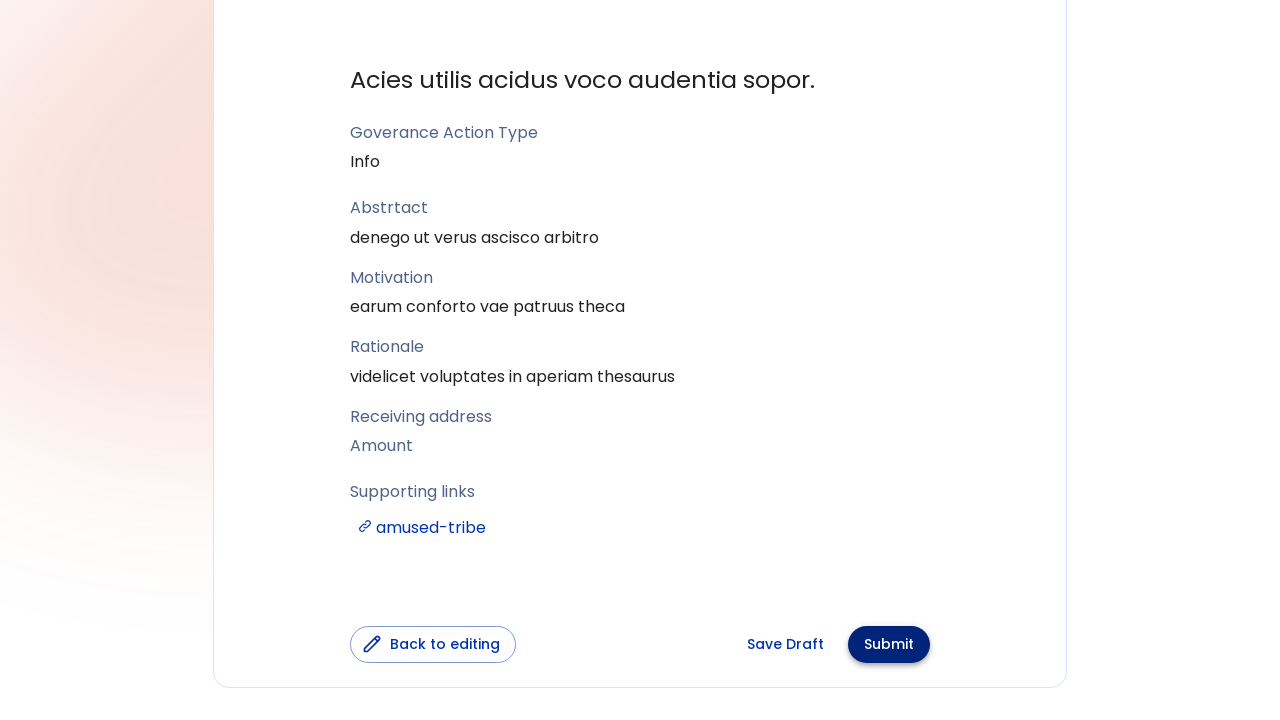 Acies utilis acidus voco audentia sopor.
Goverance Action Type
Info
Abstrtact
denego ut verus ascisco arbitro
Motivation
earum conforto vae patruus theca
Rationale
videlicet voluptates in aperiam thesaurus
Receiving address
Amount
Supporting links
amused-tribe
Back to editing
Save Draft
Submit